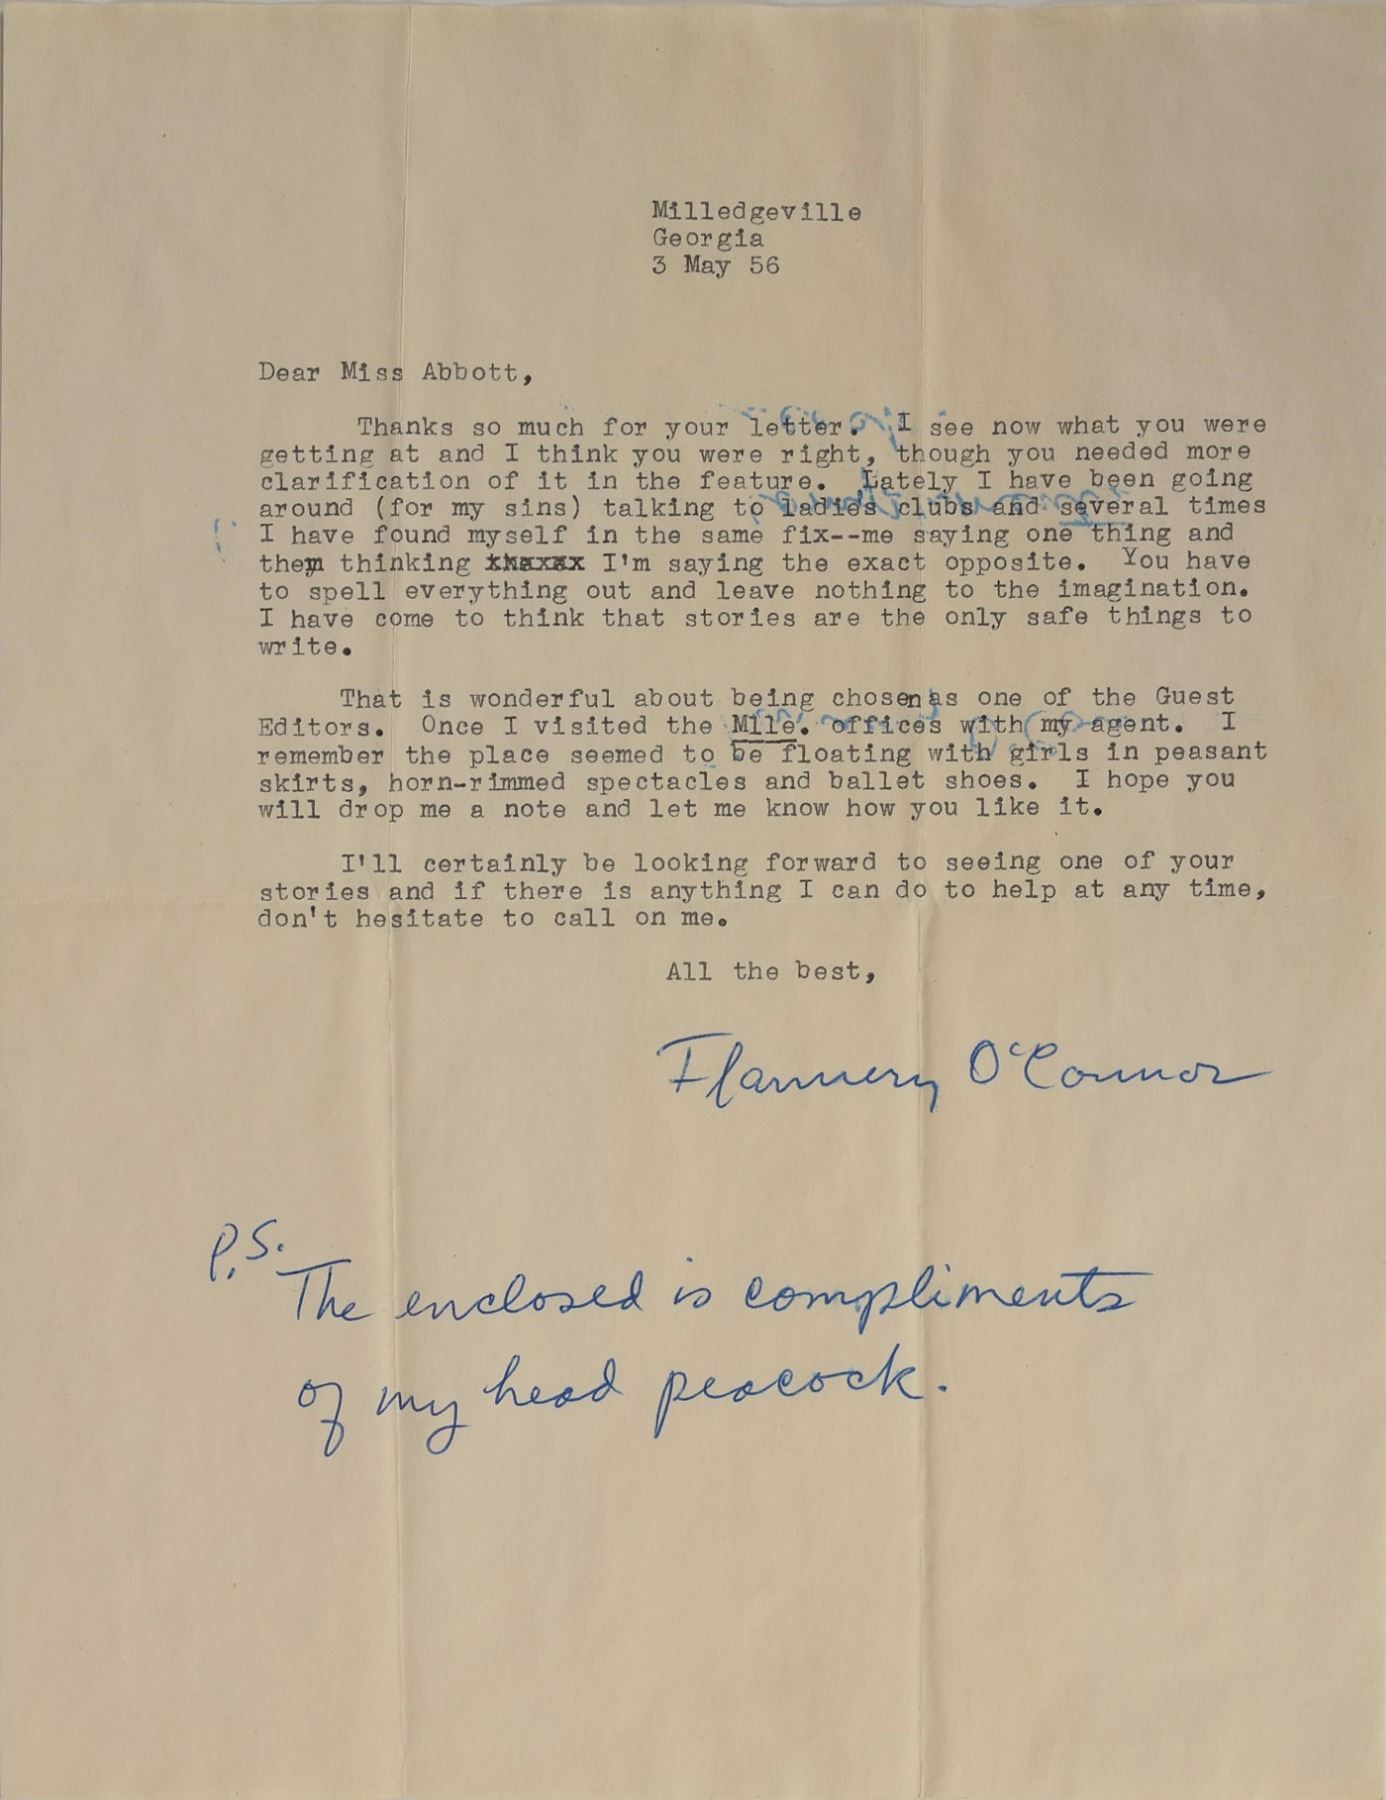 Milledgeville
Georgia
3 May 56
Dear Miss Abbott,
Thanks so much for your letter. I see now what you were
getting at and I think you were right, though you needed more
clarification of it in the feature. Lately I have been going
around (for my sins) talking to ladies clubs and several times
I have found myself in the same fix--me saying one thing and
them thinking I'm saying the exact opposite. You have
to spell everything out and leave nothing to the imagination.
I have come to think that stories are the only safe things to
write.
That is wonderful about being chosen as one of the Guest
Editors. Once I visited the Mlle. offices with my agent. I
remember the place seemed to be floating with girls in peasant
skirts, horn-rimmed spectacles and ballet shoes. I hope you
will drop me a note and let me know how you like it.
I'll certainly be looking forward to seeing one of your
stories and if there is anything I can do to help at any time,
don't hesitate to call on me.
All the best,
Flannery O'Connor
P.S.
The enclosed is compliments
of my head peacock.